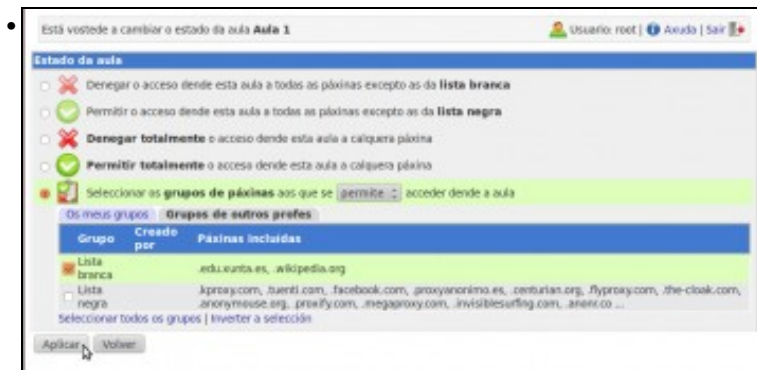 Está vostede a cambiar o estado da aula Aula 1
Usuario: root | Axuda | Sair
Estado da aula
Denegar o acceso dende esta aula a todas as páxinas excepto as da lista branca
Permitir o acceso dende esta aula a todas as páxinas excepto as da lista negra
Denegar totalmente o acceso dende esta aula a calquera páxina
Permitir totalmente o acceso dende esta aula a calquera páxina
Seleccionar os grupos de páxinas aos que se permite acceder dende a aula
Os meus grupos Grupos de outros profes
Grupo Creado por Páxinas incluidas
Lista branca .edu.xunta.es, .wikipedia.org
Lista negra .kproxy.com, .tuenti.com, .facebook.com, .proxyanonimo.es, .centurian.org, .flyproxy.com, .the-cloak.com,
.anonymouse.org, .proxify.com, .megaproxy.com, .invisiblesurfing.com, .anonr.co ...
Seleccionar todos os grupos | Inverter a selección
Aplicar Volver